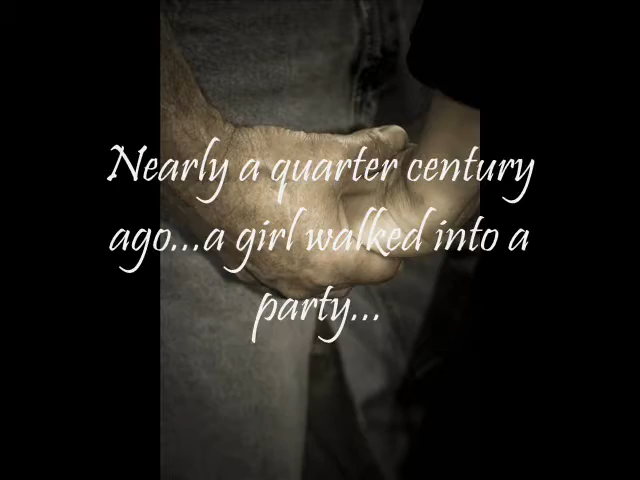 Nearly a quarter century
ago...a girl walked into a
party...